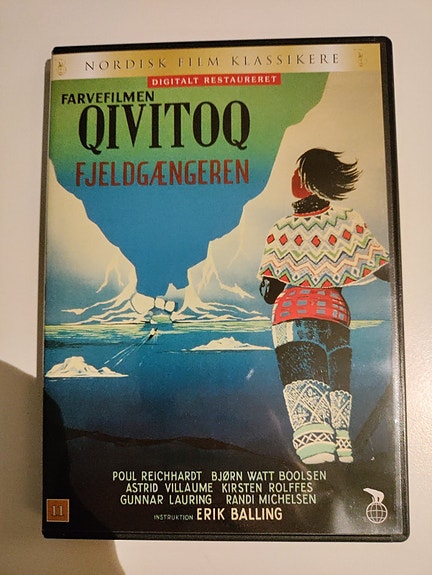 NORDISK FILM KLASSIKERE
DIGITALT RESTAURERET
FARVEFILMEN
QIVITOQ
FJELDGÆNGEREN
POUL REICHHARDT BJØRN WATT BOOLSEN
ASTRID VILLAUME KIRSTEN ROLFFES
GUNNAR LAURING RANDI MICHELSEN
INSTRUKTION ERIK BALLING
11